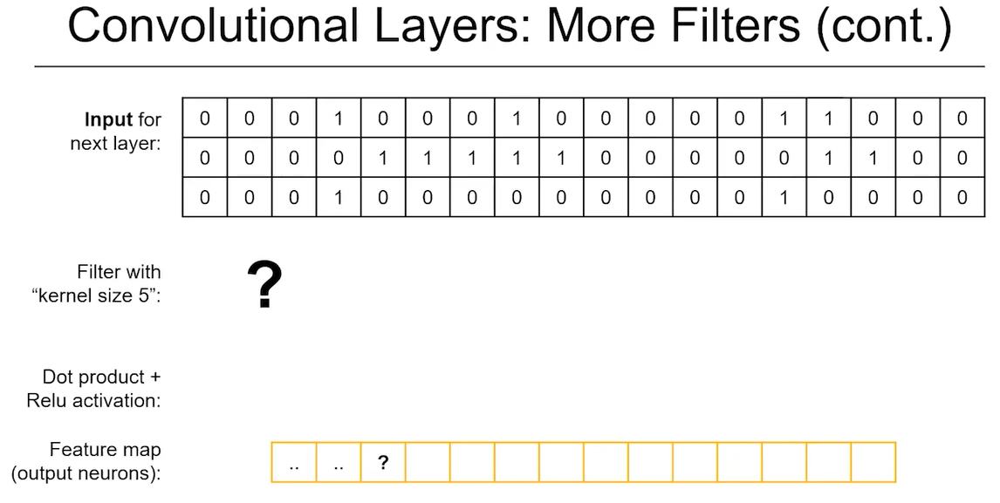 Convolutional Layers: More Filters (cont.)
Input for
next layer:
0 0 0 1 0 0 0 1 0 0 0 0 0 1 1 0 0 0
0 0 0 0 1 1 1 1 1 0 0 0 0 0 1 1 0 0
0 0 0 1 0 0 0 0 0 0 0 0 0 1 0 0 0 0
Filter with
“kernel size 5”:
?
Dot product +
Relu activation:
Feature map
(output neurons):
.. .. ?